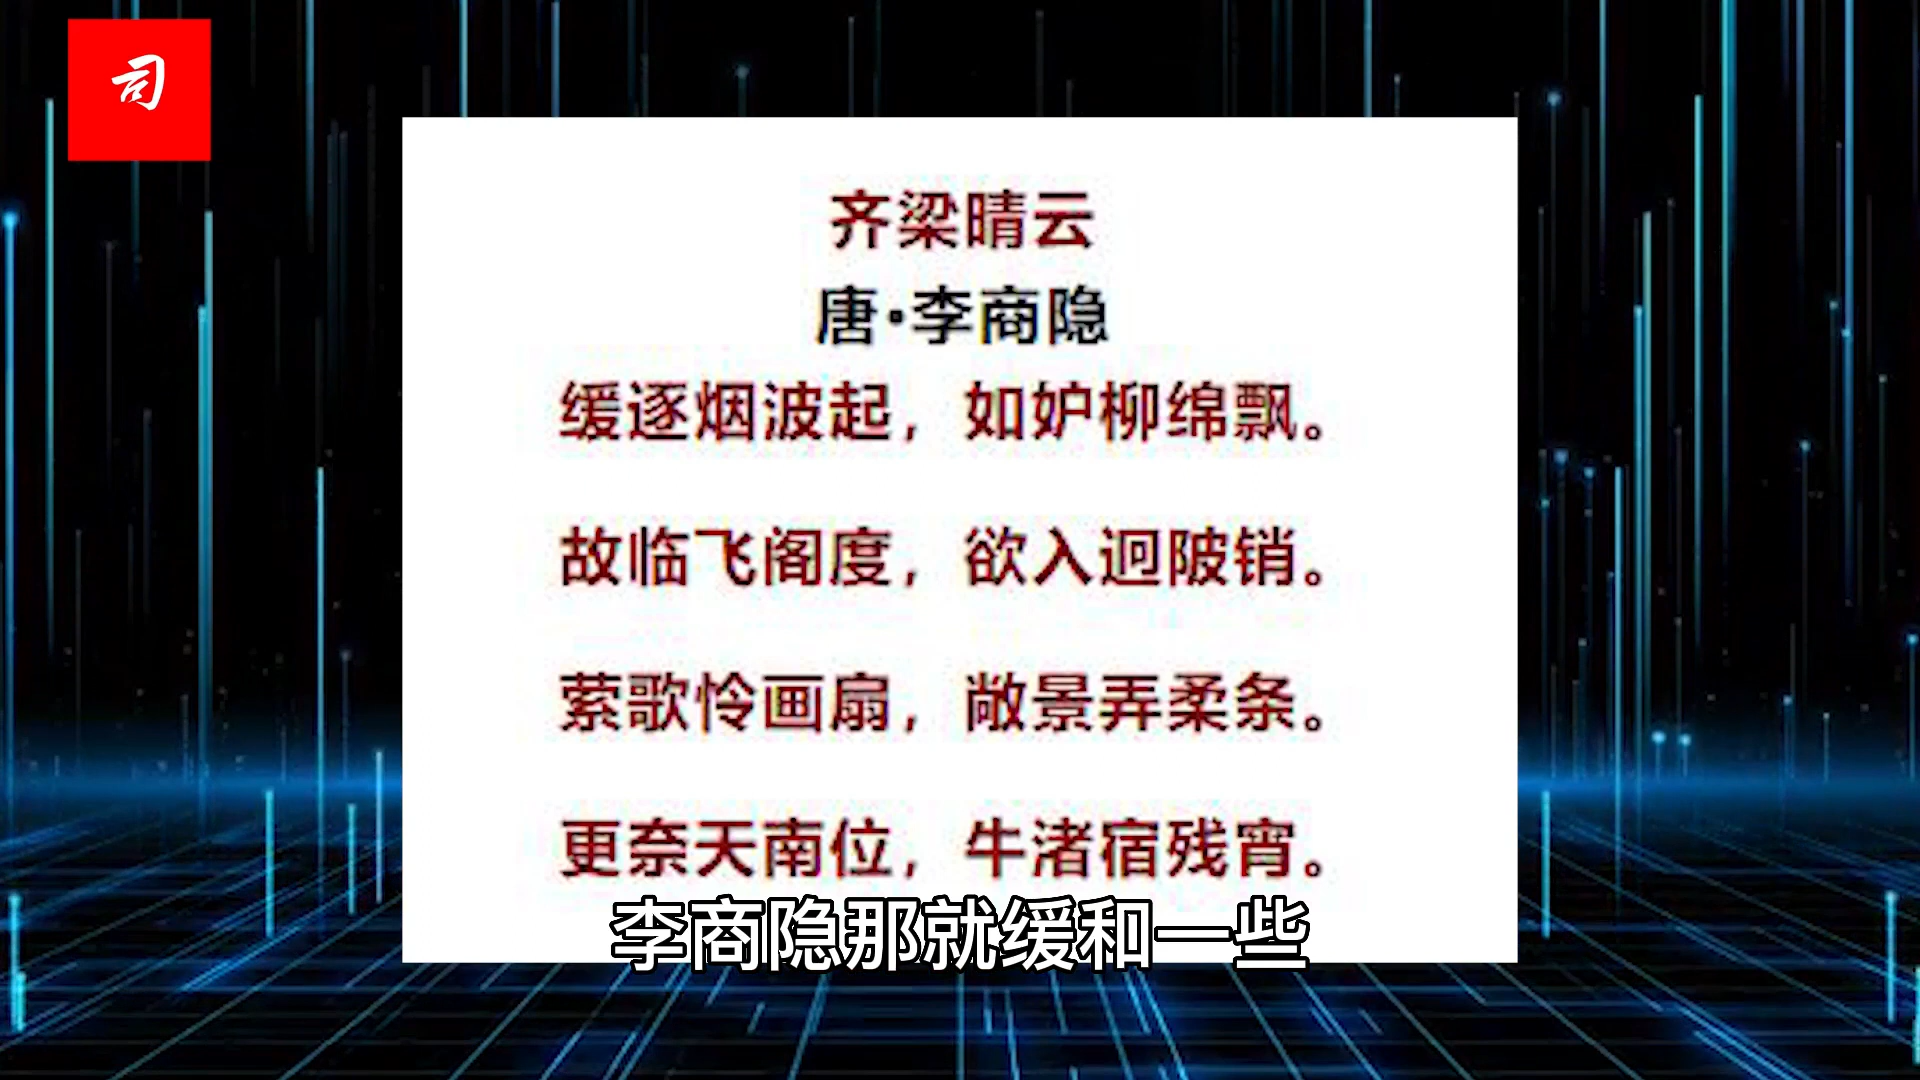 司
齐梁晴云
唐·李商隐
缓逐烟波起，如妒柳绵飘。
故临飞阁度，欲入迥陂销。
萦歌怜画扇，敞景弄柔条。
更奈天南位，牛渚宿残宵。
李商隐那就缓和一些